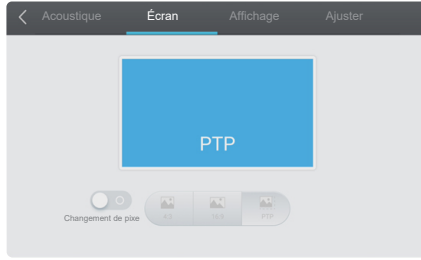 Acoustique Écran Affichage Ajuster
PTP
Changement de pixe
4:3 16:9 PTP